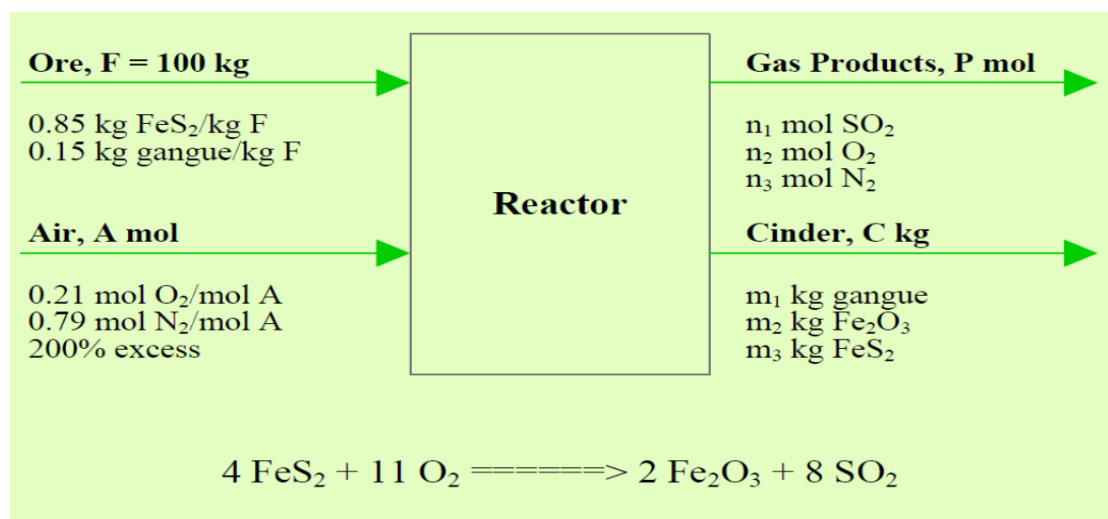 Ore, F = 100 kg
0.85 kg FeS₂/kg F
0.15 kg gangue/kg F
Air, A mol
0.21 mol O₂/mol A
0.79 mol N₂/mol A
200% excess
Reactor
Gas Products, P mol
n₁ mol SO₂
n₂ mol O₂
n₃ mol N₂
Cinder, C kg
m₁ kg gangue
m₂ kg Fe₂O₃
m₃ kg FeS₂
4 FeS₂ + 11 O₂ ======> 2 Fe₂O₃ + 8 SO₂